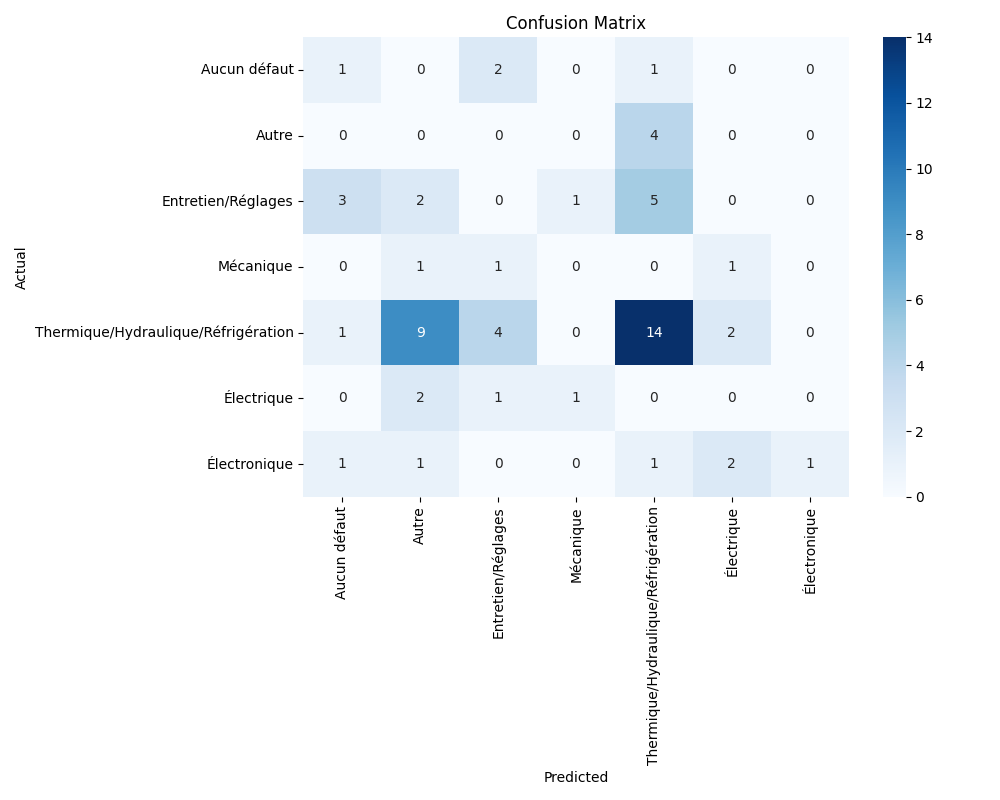 Confusion Matrix
Actual
Aucun défaut 1 0 2 0 1 0 0
Autre 0 0 0 0 4 0 0
Entretien/Réglages 3 2 0 1 5 0 0
Mécanique 0 1 1 0 0 1 0
Thermique/Hydraulique/Réfrigération 1 9 4 0 14 2 0
Électrique 0 2 1 1 0 0 0
Électronique 1 1 0 0 1 2 1
Aucun défaut
Autre
Entretien/Réglages
Mécanique
Thermique/Hydraulique/Réfrigération
Électrique
Électronique
Predicted
14
12
10
8
6
4
2
0